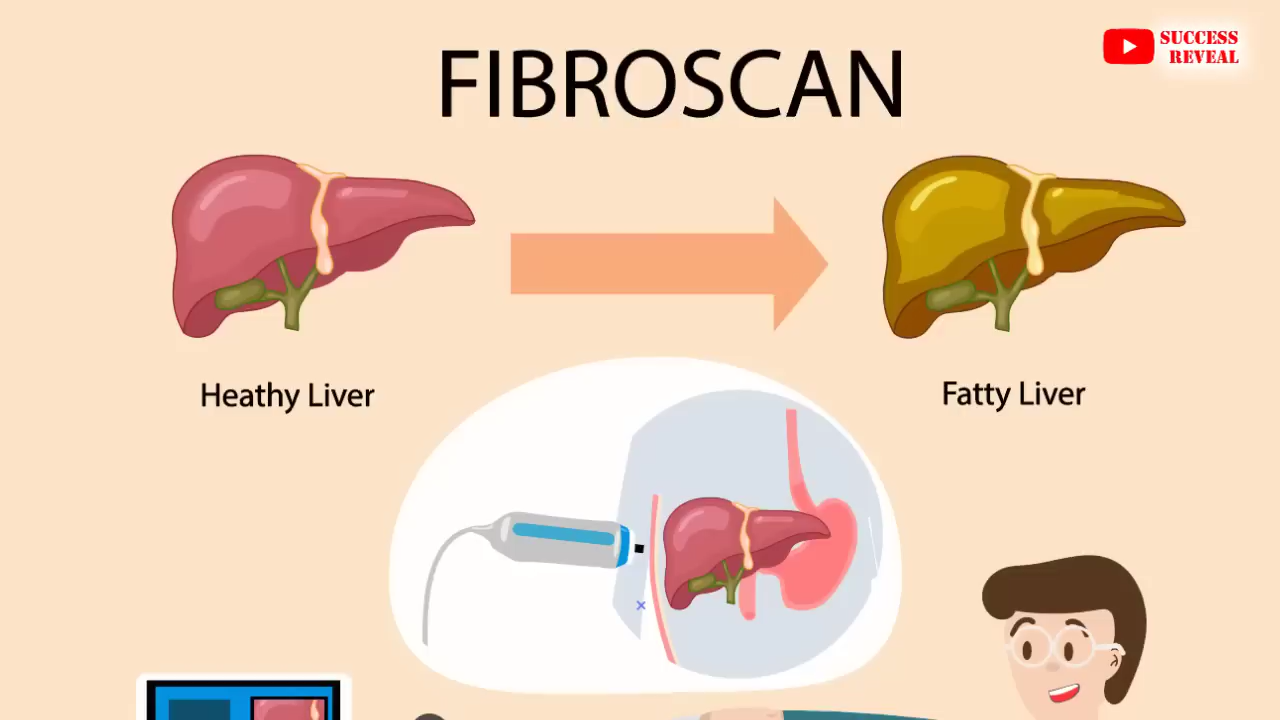 FIBROSCAN
SUCCESS
REVEAL
Heathy Liver
Fatty Liver